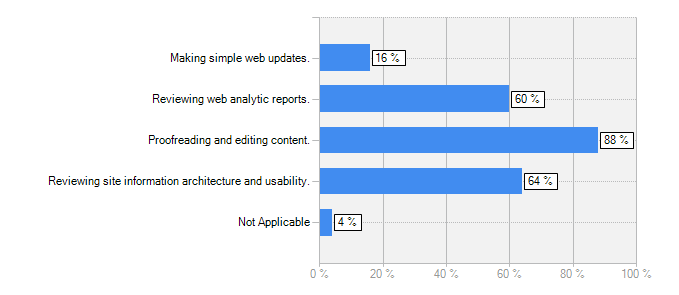 Making simple web updates.
16 %
Reviewing web analytic reports.
60 %
Proofreading and editing content.
88 %
Reviewing site information architecture and usability.
64 %
Not Applicable
4 %
0 % 20 % 40 % 60 % 80 % 100 %